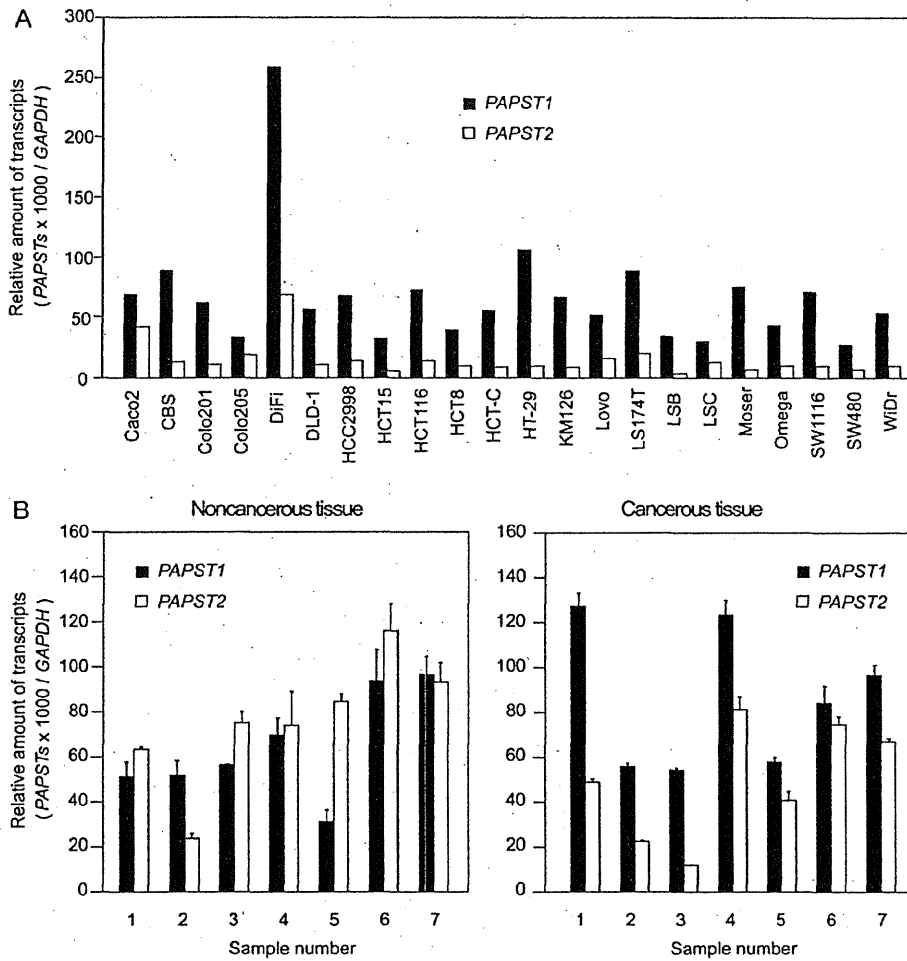 A
300
250
200
150
100
50
0
Relative amount of transcripts
( PAPSTs x 1000 / GAPDH )
PAPST1
PAPST2
Caco2
CBS
Colo201
Colo205
DiFi
DLD-1
HCC2998
HCT15
HCT116
HCT8
HCT-C
HT-29
KM126
Lovo
LS174T
LSB
LSC
Moser
Omega
SW1116
SW480
WiDr
B
Noncancerous tissue
160
140
120
100
80
60
40
20
0
Relative amount of transcripts
( PAPSTs x 1000 / GAPDH )
PAPST1
PAPST2
1 2 3 4 5 6 7
Sample number
Cancerous tissue
160
140
120
100
80
60
40
20
0
PAPST1
PAPST2
1 2 3 4 5 6 7
Sample number